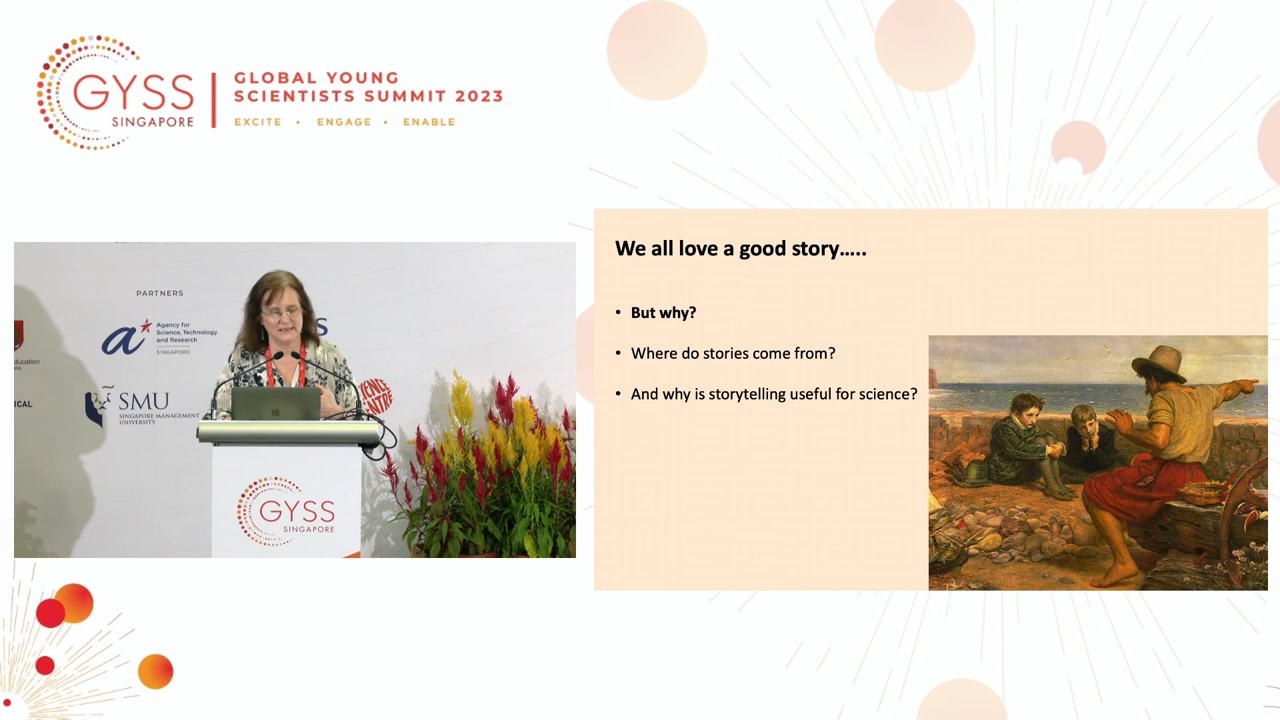 GYSS
SINGAPORE
GLOBAL YOUNG
SCIENTISTS SUMMIT 2023
EXCITE • ENGAGE • ENABLE
We all love a good story.....
• But why?
• Where do stories come from?
• And why is storytelling useful for science?
PARTNERS
Agency for
Science, Technology
and Research
SINGAPORE
SMU
SINGAPORE MANAGEMENT
UNIVERSITY
GYSS
SINGAPORE